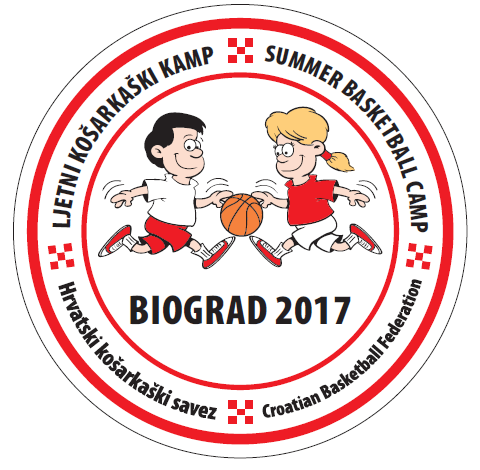 LJETNI KOŠARKAŠKI KAMP
SUMMER BASKETBALL CAMP
BIOGRAD 2017
Hrvatski košarkaški savez
Croatian Basketball Federation